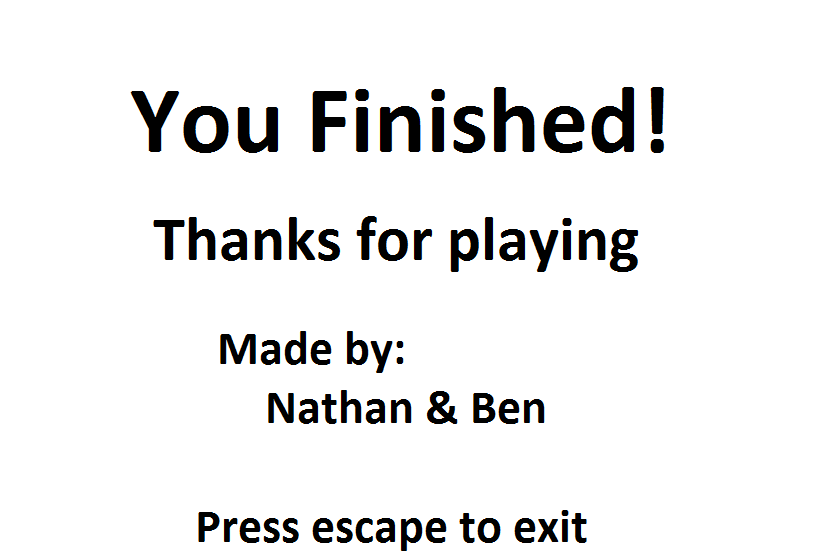 You Finished!
Thanks for playing
Made by:
Nathan & Ben
Press escape to exit